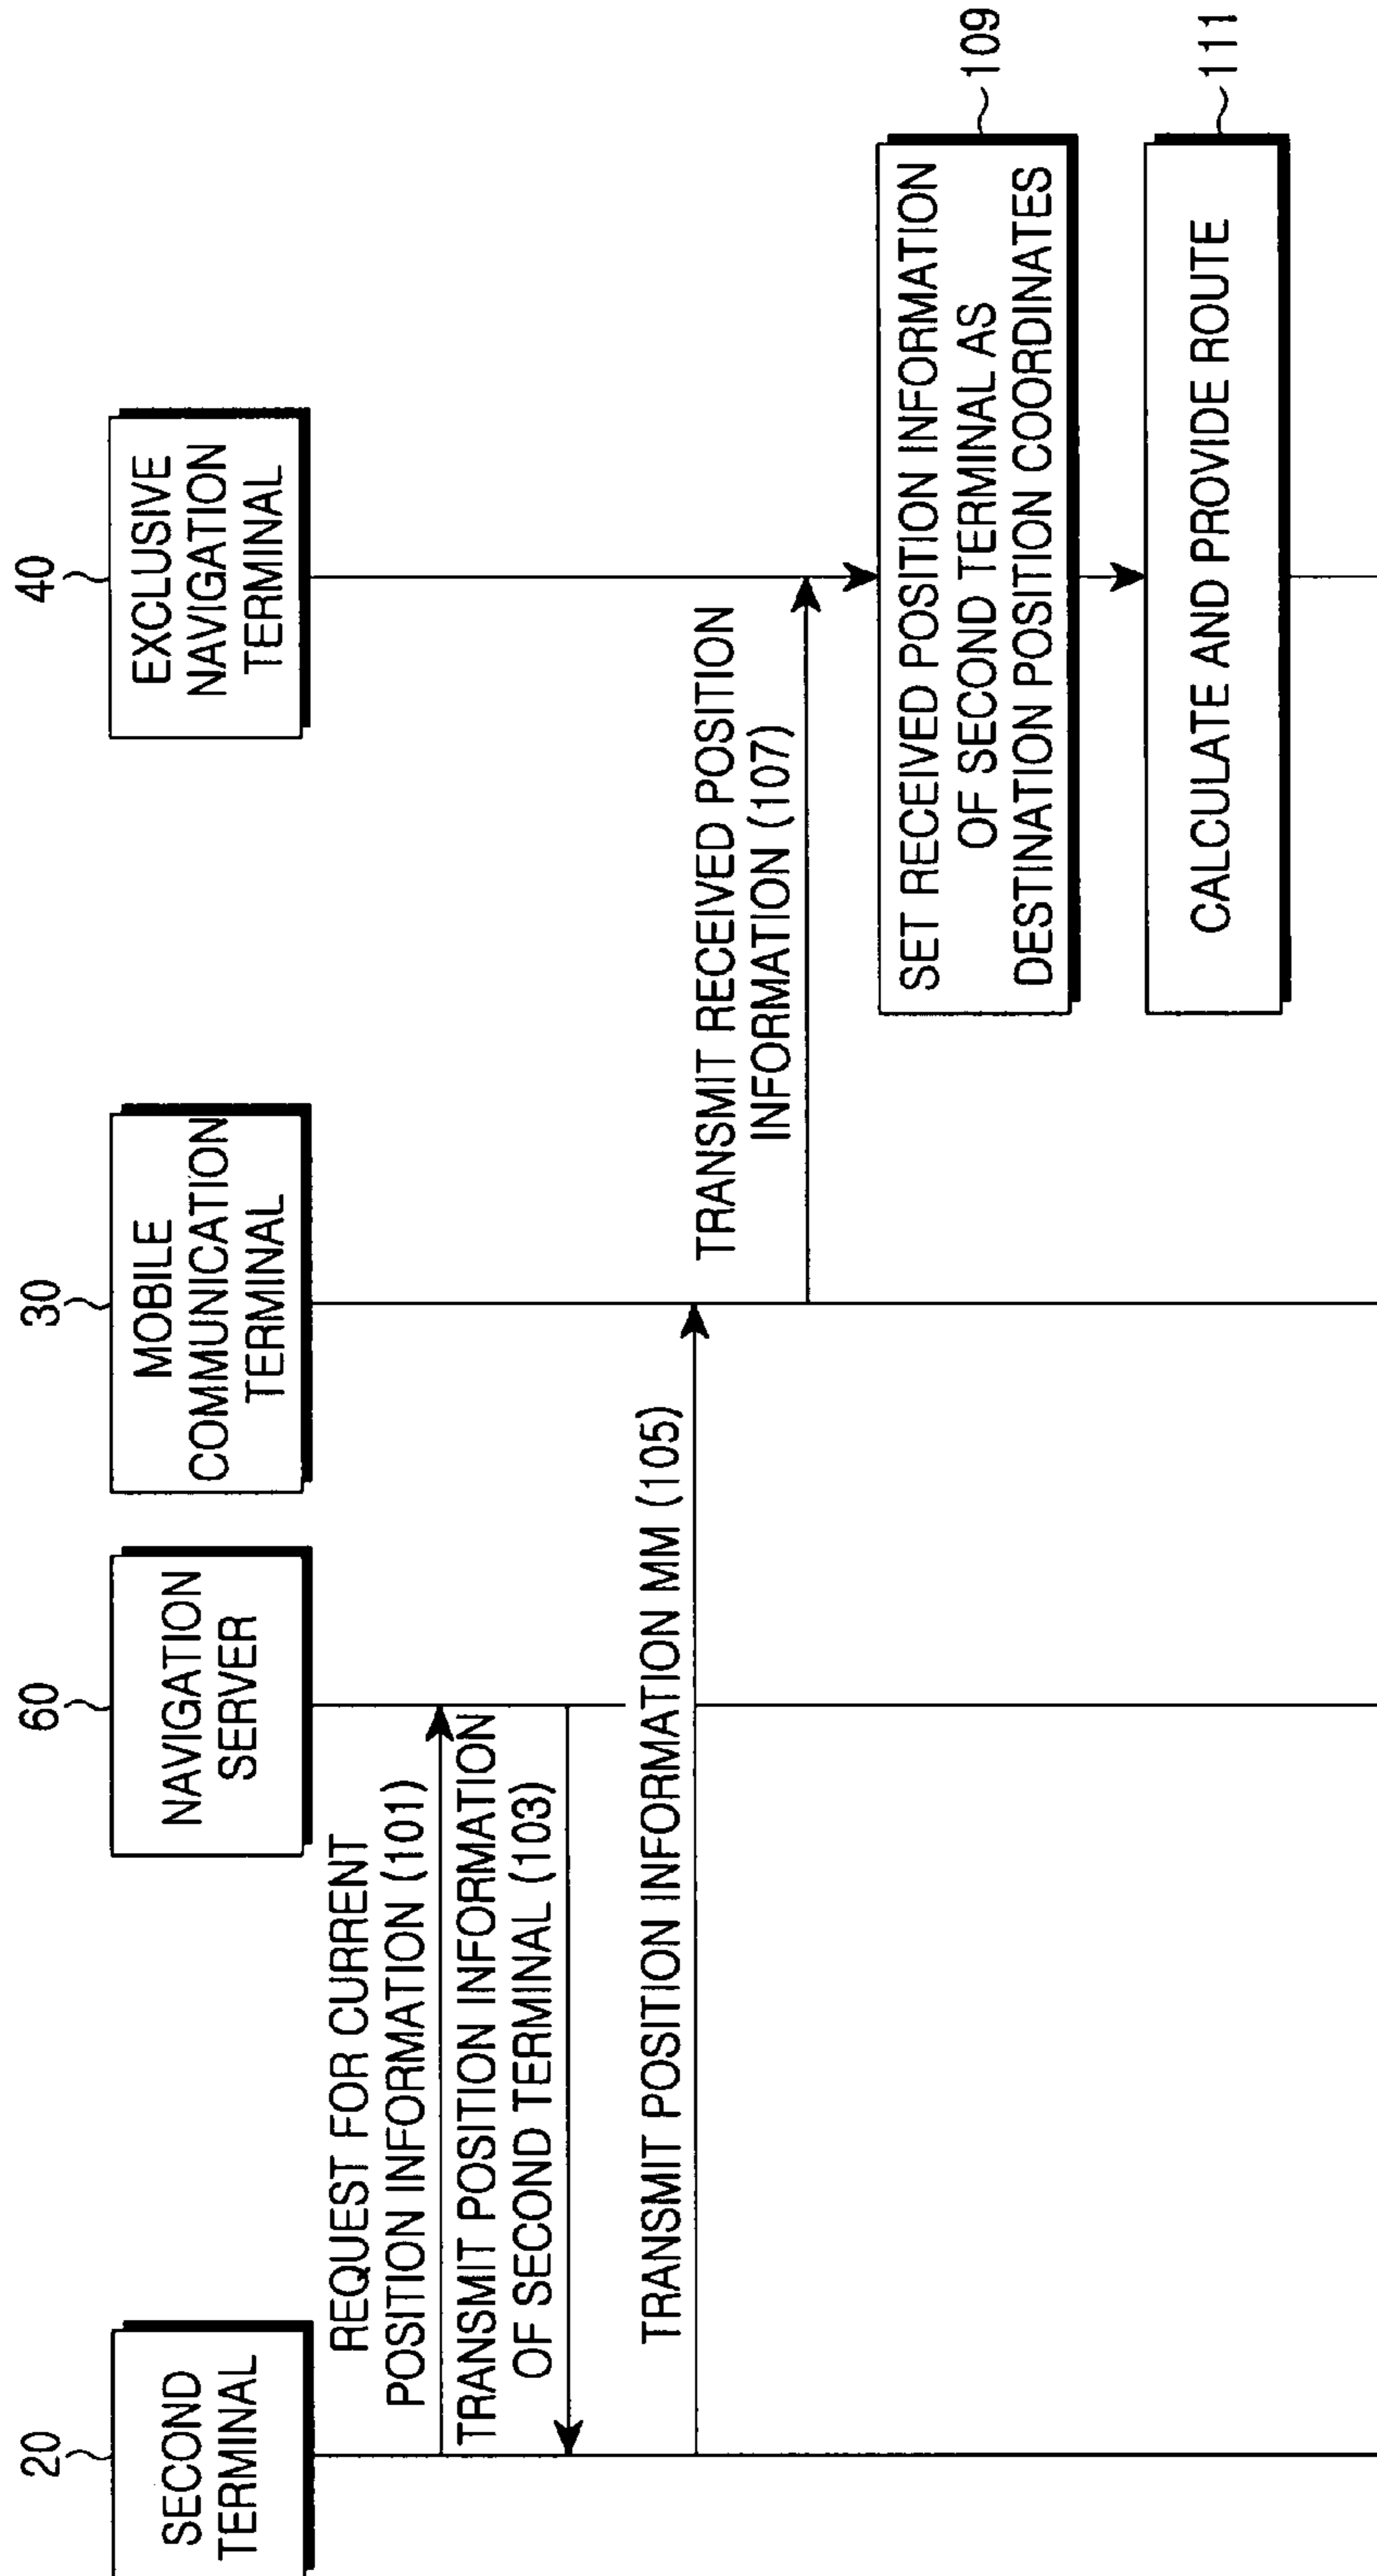 20
SECOND
TERMINAL
60
NAVIGATION
SERVER
30
MOBILE
COMMUNICATION
TERMINAL
40
EXCLUSIVE
NAVIGATION
TERMINAL
REQUEST FOR CURRENT
POSITION INFORMATION (101)
TRANSMIT POSITION INFORMATION
OF SECOND TERMINAL (103)
TRANSMIT POSITION INFORMATION MM (105)
TRANSMIT RECEIVED POSITION
INFORMATION (107)
SET RECEIVED POSITION INFORMATION
OF SECOND TERMINAL AS
DESTINATION POSITION COORDINATES
109
CALCULATE AND PROVIDE ROUTE
111